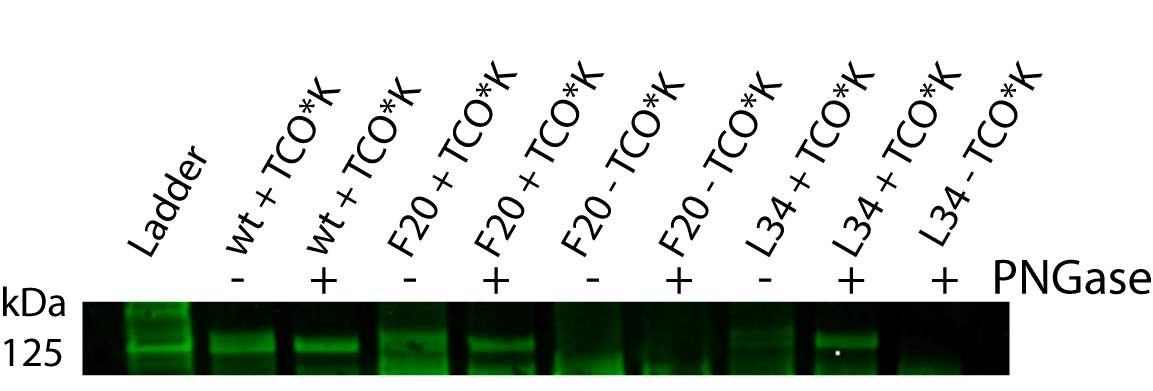 Ladder
wt + TCO*K
wt + TCO*K
F20 + TCO*K
F20 + TCO*K
F20 - TCO*K
F20 - TCO*K
L34 + TCO*K
L34 + TCO*K
L34 - TCO*K
- + - + - + - + + PNGase
kDa
125